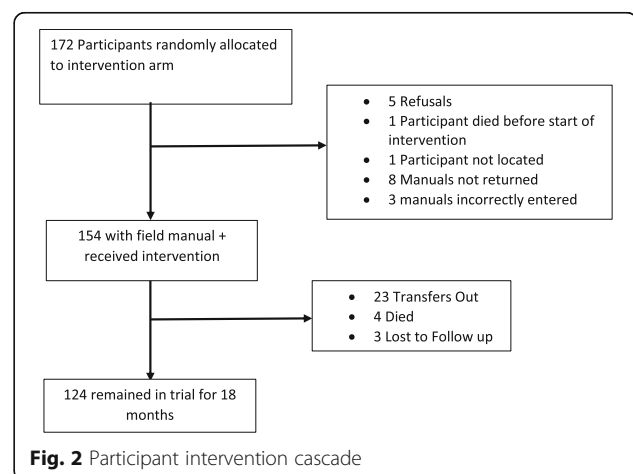 172 Participants randomly allocated
to intervention arm
• 5 Refusals
• 1 Participant died before start of
intervention
• 1 Participant not located
• 8 Manuals not returned
• 3 manuals incorrectly entered
154 with field manual +
received intervention
• 23 Transfers Out
• 4 Died
• 3 Lost to Follow up
124 remained in trial for 18
months
Fig. 2 Participant intervention cascade